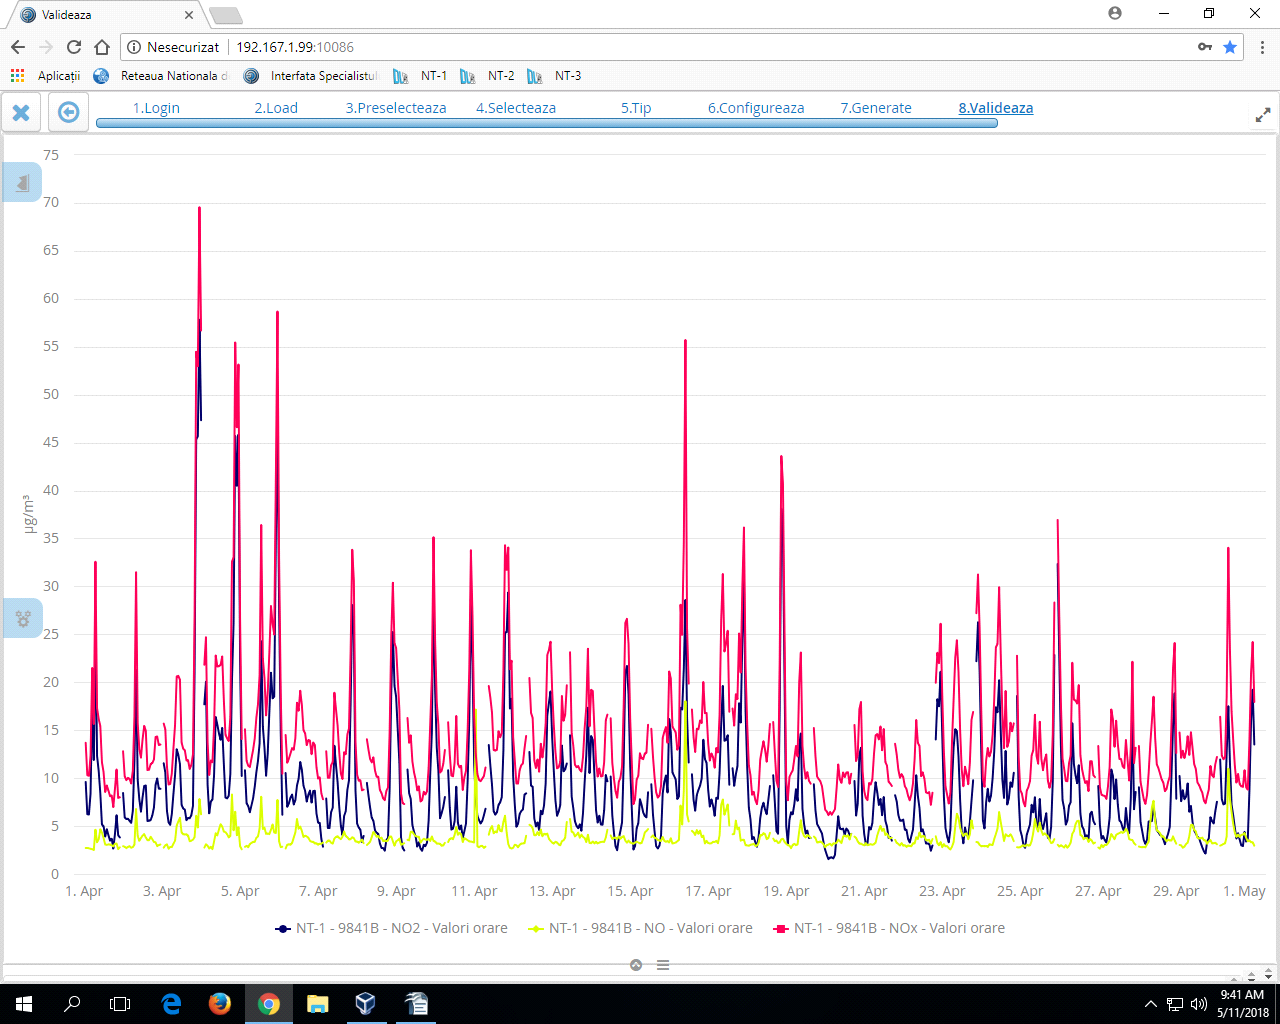 Valideaza
Nesecurizat 192.167.1.99:10086
Aplicații Reteaua Nationala d Interfata Specialistul NT-1 NT-2 NT-3
1.Login 2.Load 3.Preselecteaza 4.Selecteaza 5.Tip 6.Configureaza 7.Generate 8.Valideaza
75
70
65
60
55
50
45
40
35
30
25
20
15
10
5
0
µg/m³
1. Apr 3. Apr 5. Apr 7. Apr 9. Apr 11. Apr 13. Apr 15. Apr 17. Apr 19. Apr 21. Apr 23. Apr 25. Apr 27. Apr 29. Apr 1. May
NT-1 - 9841B - NO2 - Valori orare NT-1 - 9841B - NO - Valori orare NT-1 - 9841B - NOx - Valori orare
9:41 AM
5/11/2018